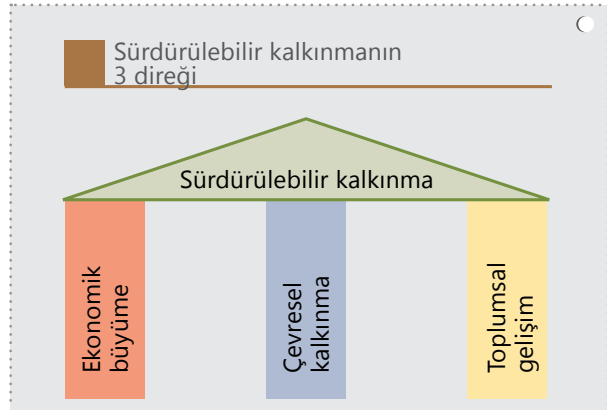 Sürdürülebilir kalkınmanın
3 direği
Sürdürülebilir kalkınma
Ekonomik
büyüme
Çevresel
kalkınma
Toplumsal
gelişim